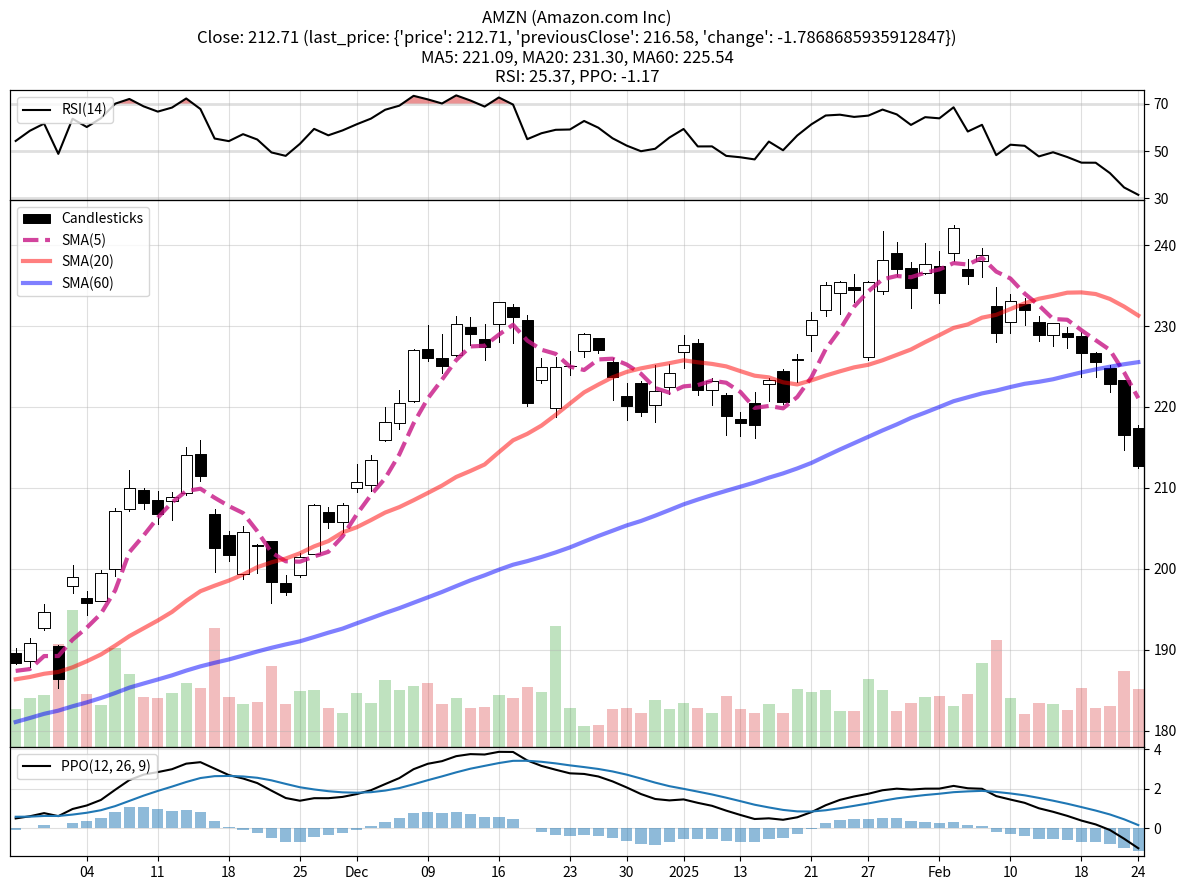 AMZN (Amazon.com Inc)
Close: 212.71 (last_price: {'price': 212.71, 'previousClose': 216.58, 'change': -1.7868685935912847})
MA5: 221.09, MA20: 231.30, MA60: 225.54
RSI: 25.37, PPO: -1.17
RSI(14)
70
50
30
Candlesticks
SMA(5)
SMA(20)
SMA(60)
240
230
220
210
200
190
180
PPO(12, 26, 9)
4
2
0
04 11 18 25 Dec 09 16 23 30 2025 13 21 27 Feb 10 18 24